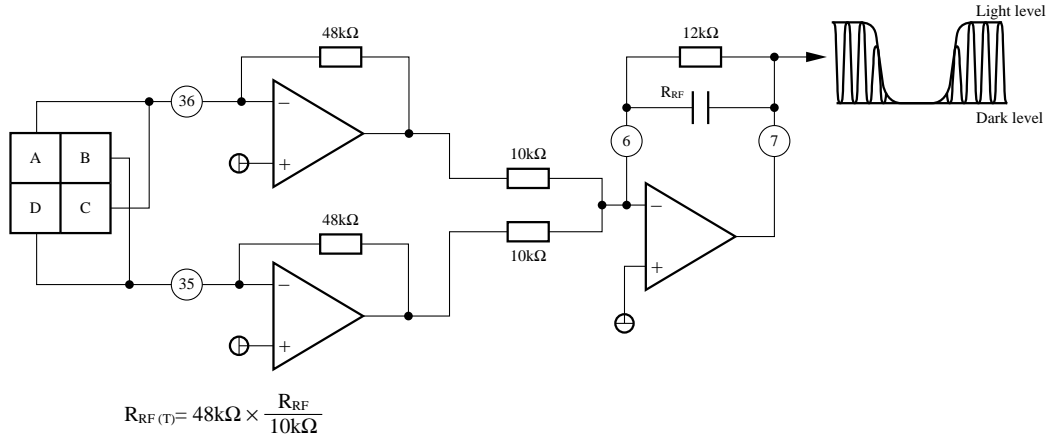 Light level
Dark level
48kΩ
12kΩ
R_RF
36
−
+
6
7
A B
D C
10kΩ
10kΩ
−
+
48kΩ
35
−
+
R_RF (T)= 48kΩ × R_RF / 10kΩ